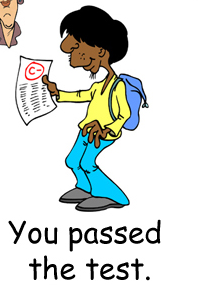 C-
You passed
the test.